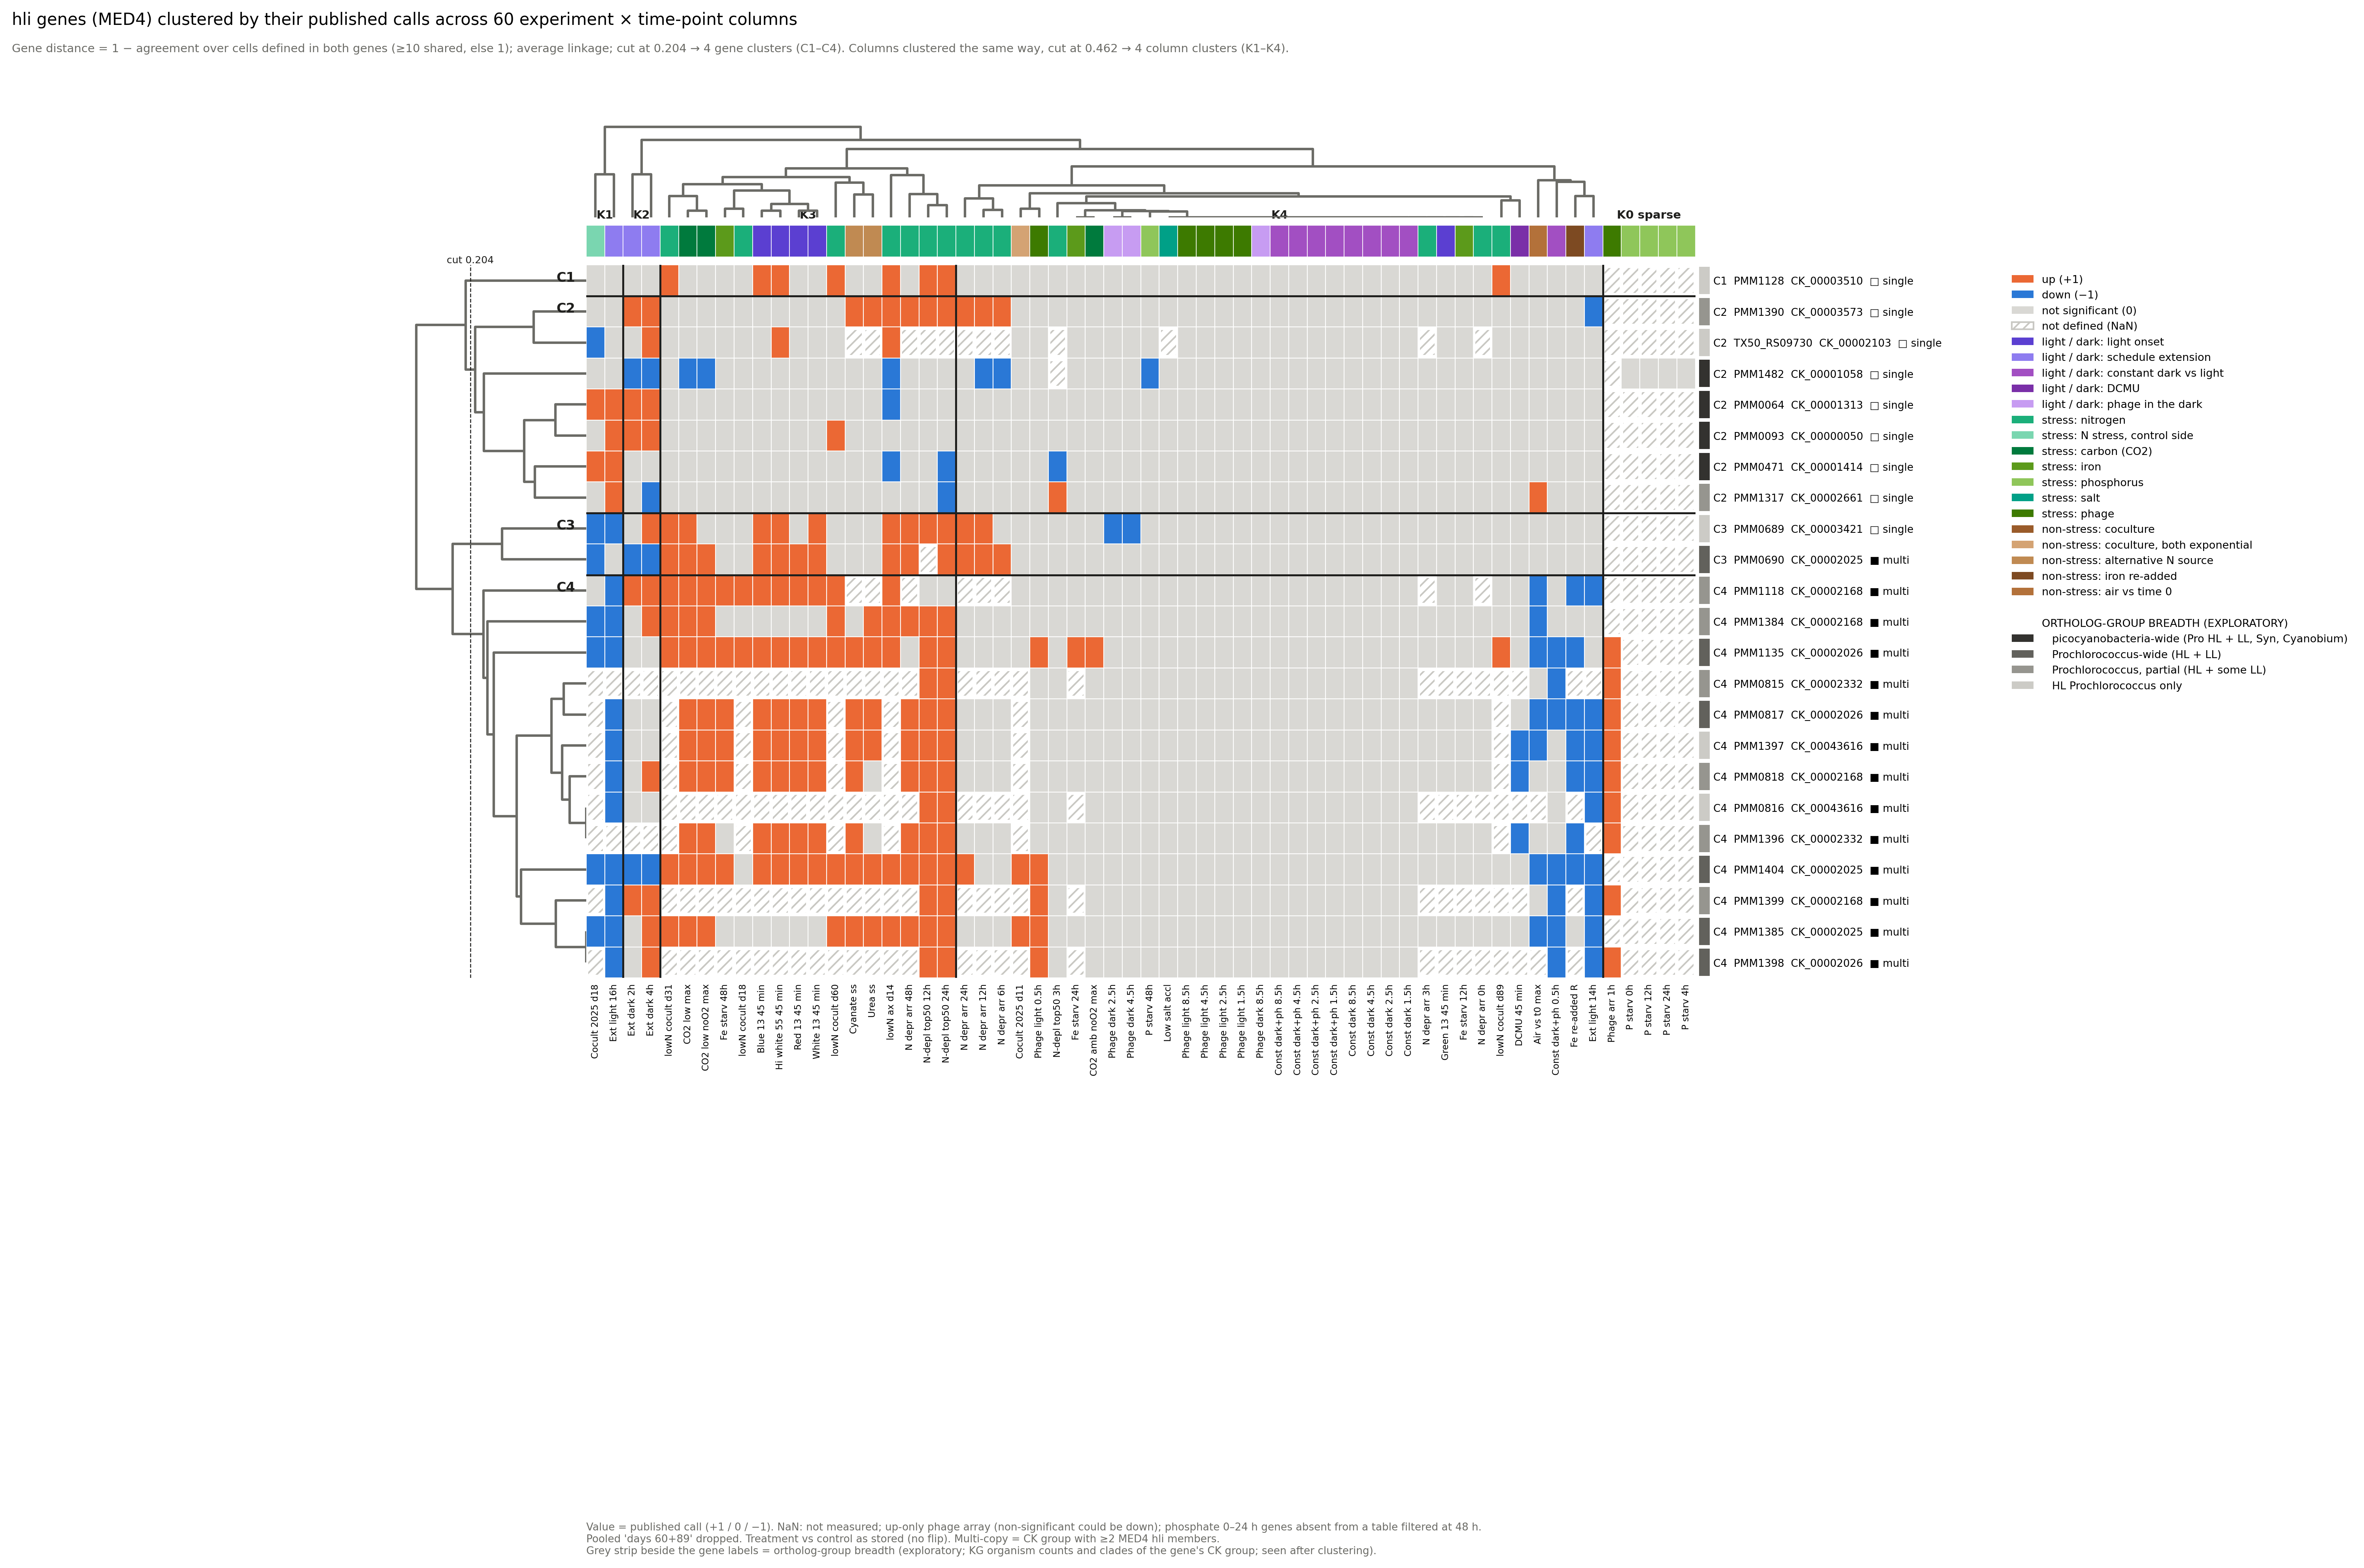 hli genes (MED4) clustered by their published calls across 60 experiment × time-point columns
Gene distance = 1 − agreement over cells defined in both genes (≥10 shared, else 1); average linkage; cut at 0.204 → 4 gene clusters (C1–C4). Columns clustered the same way, cut at 0.462 → 4 column clusters (K1–K4).
K1
K2
K3
K4
K0 sparse
cut 0.204
C1
C2
C3
C4
C1 PMM1128 CK_00003510 □ single
C2 PMM1390 CK_00003573 □ single
C2 TX50_RS09730 CK_00002103 □ single
C2 PMM1482 CK_00001058 □ single
C2 PMM0064 CK_00001313 □ single
C2 PMM0093 CK_00000050 □ single
C2 PMM0471 CK_00001414 □ single
C2 PMM1317 CK_00002661 □ single
C3 PMM0689 CK_00003421 □ single
C3 PMM0690 CK_00002025 ■ multi
C4 PMM1118 CK_00002168 ■ multi
C4 PMM1384 CK_00002168 ■ multi
C4 PMM1135 CK_00002026 ■ multi
C4 PMM0815 CK_00002332 ■ multi
C4 PMM0817 CK_00002026 ■ multi
C4 PMM1397 CK_00043616 ■ multi
C4 PMM0818 CK_00002168 ■ multi
C4 PMM0816 CK_00043616 ■ multi
C4 PMM1396 CK_00002332 ■ multi
C4 PMM1404 CK_00002025 ■ multi
C4 PMM1399 CK_00002168 ■ multi
C4 PMM1385 CK_00002025 ■ multi
C4 PMM1398 CK_00002026 ■ multi
up (+1)
down (−1)
not significant (0)
not defined (NaN)
light / dark: light onset
light / dark: schedule extension
light / dark: constant dark vs light
light / dark: DCMU
light / dark: phage in the dark
stress: nitrogen
stress: N stress, control side
stress: carbon (CO2)
stress: iron
stress: phosphorus
stress: salt
stress: phage
non-stress: coculture
non-stress: coculture, both exponential
non-stress: alternative N source
non-stress: iron re-added
non-stress: air vs time 0
ORTHOLOG-GROUP BREADTH (EXPLORATORY)
picocyanobacteria-wide (Pro HL + LL, Syn, Cyanobium)
Prochlorococcus-wide (HL + LL)
Prochlorococcus, partial (HL + some LL)
HL Prochlorococcus only
Cocult 2025 d18
Ext light 16h
Ext dark 2h
Ext dark 4h
lowN cocult d31
CO2 low max
CO2 low noO2 max
Fe starv 48h
lowN cocult d18
Blue 13 45 min
Hi white 55 45 min
Red 13 45 min
White 13 45 min
lowN cocult d60
Cyanate ss
Urea ss
lowN ax d14
N depr arr 48h
N-depl top50 12h
N-depl top50 24h
N depr arr 24h
N depr arr 12h
N depr arr 6h
Cocult 2025 d11
Phage light 0.5h
N-depl top50 3h
Fe starv 24h
CO2 amb noO2 max
Phage dark 2.5h
Phage dark 4.5h
P starv 48h
Low salt accl
Phage light 8.5h
Phage light 4.5h
Phage light 2.5h
Phage light 1.5h
Phage dark 8.5h
Const dark+ph 8.5h
Const dark+ph 4.5h
Const dark+ph 2.5h
Const dark+ph 1.5h
Const dark 8.5h
Const dark 4.5h
Const dark 2.5h
Const dark 1.5h
N depr arr 3h
Green 13 45 min
Fe starv 12h
N depr arr 0h
lowN cocult d89
DCMU 45 min
Air vs t0 max
Const dark+ph 0.5h
Fe re-added R
Ext light 14h
Phage arr 1h
P starv 0h
P starv 12h
P starv 24h
P starv 4h
Value = published call (+1 / 0 / −1). NaN: not measured; up-only phage array (non-significant could be down); phosphate 0–24 h genes absent from a table filtered at 48 h.
Pooled 'days 60+89' dropped. Treatment vs control as stored (no flip). Multi-copy = CK group with ≥2 MED4 hli members.
Grey strip beside the gene labels = ortholog-group breadth (exploratory; KG organism counts and clades of the gene's CK group; seen after clustering).